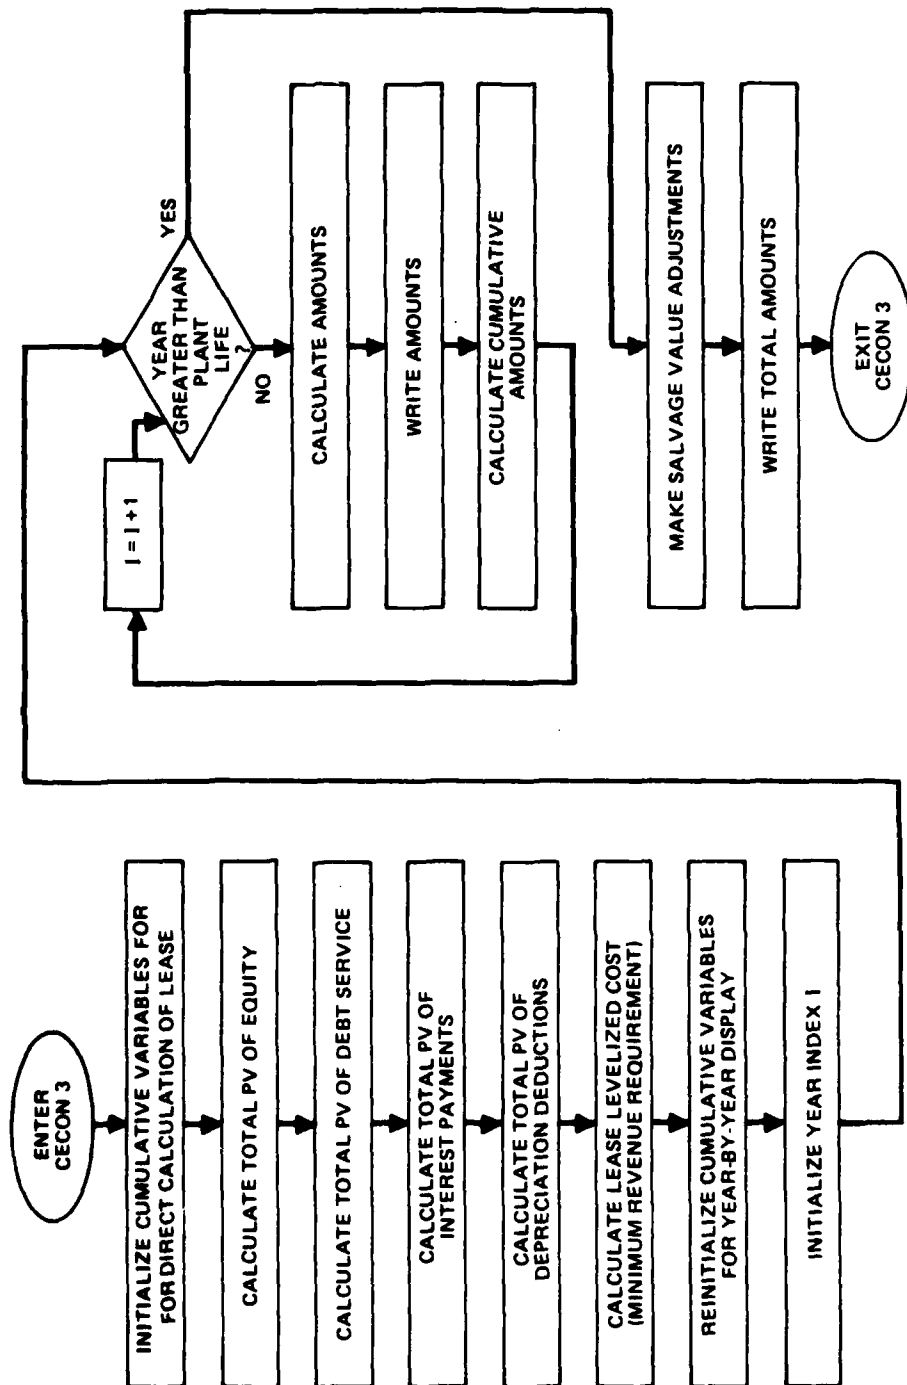 ENTER
CECON 3
INITIALIZE CUMULATIVE VARIABLES FOR
FOR DIRECT CALCULATION OF LEASE
CALCULATE TOTAL PV OF EQUITY
CALCULATE TOTAL PV OF DEBT SERVICE
CALCULATE TOTAL PV OF
INTEREST PAYMENTS
CALCULATE TOTAL PV OF
DEPRECIATION DEDUCTIONS
CALCULATE LEASE LEVELIZED COST
(MINIMUM REVENUE REQUIREMENT)
REINITIALIZE CUMULATIVE VARIABLES
FOR YEAR-BY-YEAR DISPLAY
INITIALIZE YEAR INDEX I
I = I + 1
YEAR
GREATER THAN
PLANT
LIFE
?
YES
NO
CALCULATE AMOUNTS
WRITE AMOUNTS
CALCULATE CUMULATIVE
AMOUNTS
MAKE SALVAGE VALUE ADJUSTMENTS
WRITE TOTAL AMOUNTS
EXIT
CECON 3